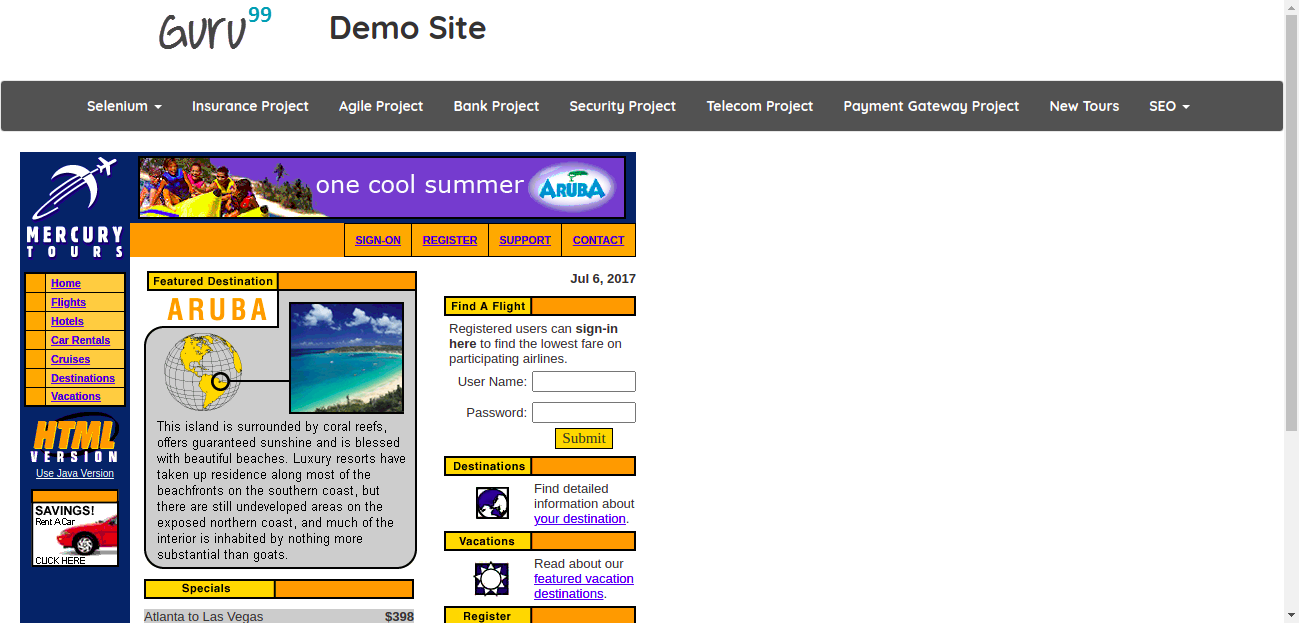 Guru99 Demo Site
Selenium Insurance Project Agile Project Bank Project Security Project Telecom Project Payment Gateway Project New Tours SEO
one cool summer ARUBA
MERCURY
TOURS
SIGN-ON REGISTER SUPPORT CONTACT
Home
Flights
Hotels
Car Rentals
Cruises
Destinations
Vacations
HTML
VERSION
Use Java Version
SAVINGS!
Rent A Car
CLICK HERE
Featured Destination
ARUBA
This island is surrounded by coral reefs,
offers guaranteed sunshine and is blessed
with beautiful beaches. Luxury resorts have
taken up residence along most of the
beachfronts on the southern coast, but
there are still undeveloped areas on the
exposed northern coast, and much of the
interior is inhabited by nothing more
substantial than goats.
Specials
Atlanta to Las Vegas $398
Jul 6, 2017
Find A Flight
Registered users can sign-in
here to find the lowest fare on
participating airlines.
User Name:
Password:
Submit
Destinations
Find detailed
information about
your destination.
Vacations
Read about our
featured vacation
destinations.
Register